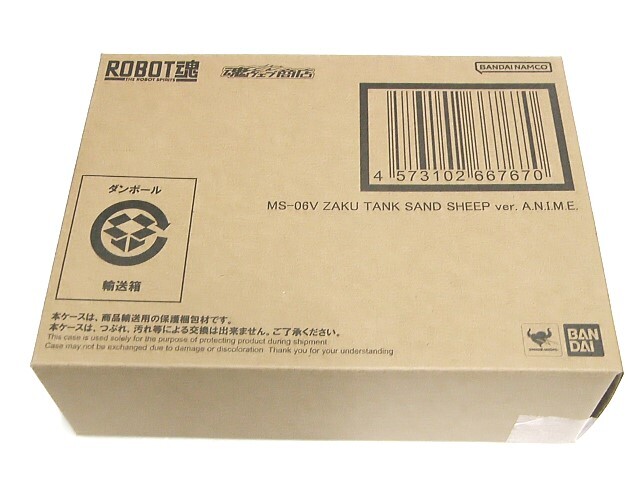 ROBOT魂
THE ROBOT SPIRITS
魂ウェブ商店
BANDAI NAMCO
4 573102 667670
MS-06V ZAKU TANK SAND SHEEP ver. A.N.I.M.E.
ダンボール
輸送箱
本ケースは、商品輸送用の保護梱包材です。
本ケースは、つぶれ、汚れ等による交換は出来ません。ご了承ください。
This case is used solely for the purpose of protecting product during shipment
Case may not be exchanged due to damage or discoloration. Thank you for your understanding
BAN
DAI